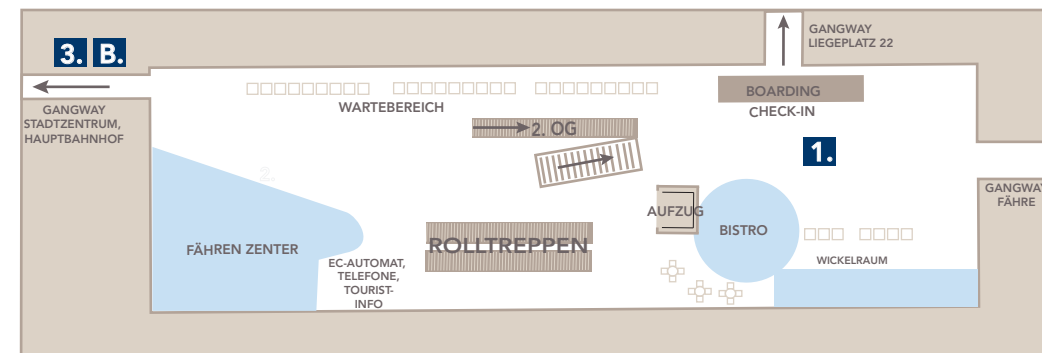 GANGWAY
LIEGEPLATZ 22
3. B.
BOARDING
CHECK-IN
WARTEBEREICH
GANGWAY
STADTZENTRUM,
HAUPTBAHNHOF
2. OG
1.
2.
GANGWAY
FÄHRE
AUFZUG
BISTRO
ROLLTREPPEN
FÄHREN ZENTER
WICKELRAUM
EC-AUTOMAT,
TELEFONE,
TOURIST-
INFO